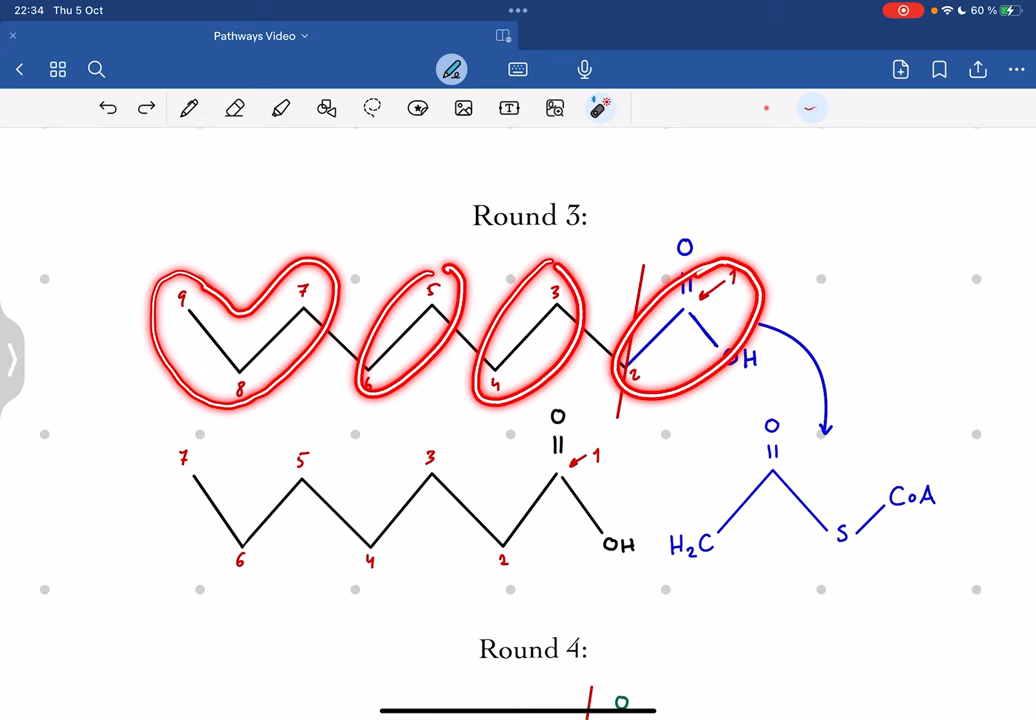 22:34 Thu 5 Oct
60 %
Pathways Video
Round 3:
O
9
7
5
3
1
8
6
4
2
OH
O
O
7
5
3
1
CoA
6
4
2
OH
H₂C
S
Round 4:
O